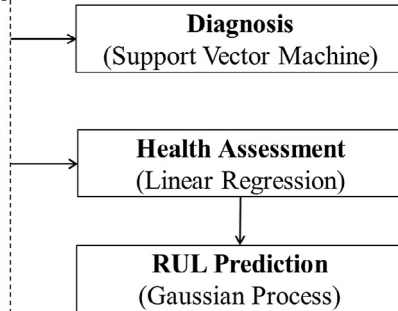 Diagnosis
(Support Vector Machine)
Health Assessment
(Linear Regression)
RUL Prediction
(Gaussian Process)